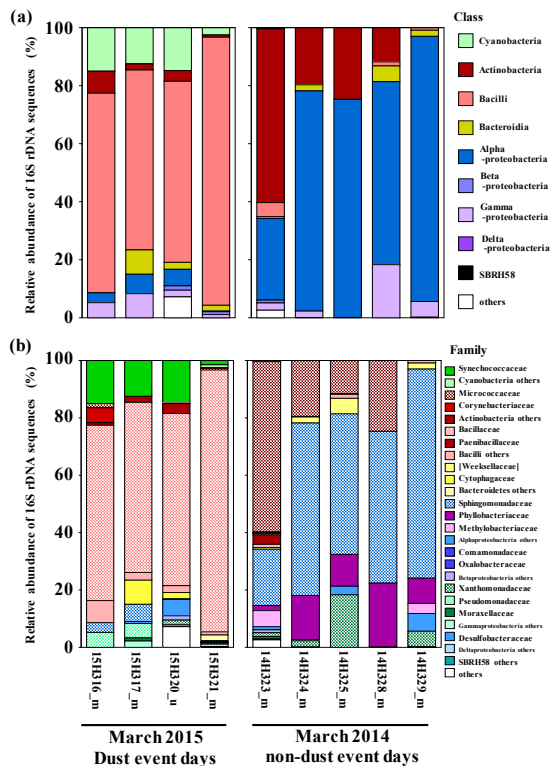 (a)
Relative abundance of 16S rDNA sequences (%)
100
80
60
40
20
0
Class
Cyanobacteria
Actinobacteria
Bacilli
Bacteroidia
Alpha
-proteobacteria
Beta
-proteobacteria
Gamma
-proteobacteria
Delta
-proteobacteria
SBRH58
others
(b)
Relative abundance of 16S rDNA sequences (%)
100
80
60
40
20
0
Family
Synechococcaceae
Cyanobacteria others
Micrococcaceae
Corynebacteriaceae
Actinobacteria others
Bacillaceae
Paenibacillaceae
Bacilli others
[Weeksellaceae]
Cytophagaceae
Bacteroidetes others
Sphingomonadaceae
Phyllobacteriaceae
Methylobacteriaceae
Alphaproteobacteria others
Comamonadaceae
Oxalobacteraceae
Betaproteobacteria others
Xanthomonadaceae
Pseudomonadaceae
Moraxellaceae
Gammaproteobacteria others
Desulfobacteraceae
Deltaproteobacteria others
SBRH58 others
others
15H316_m
15H317_m
15H320_u
15H321_m
14H323_m
14H324_m
14H325_m
14H328_m
14H329_m
March 2015
Dust event days
March 2014
non-dust event days